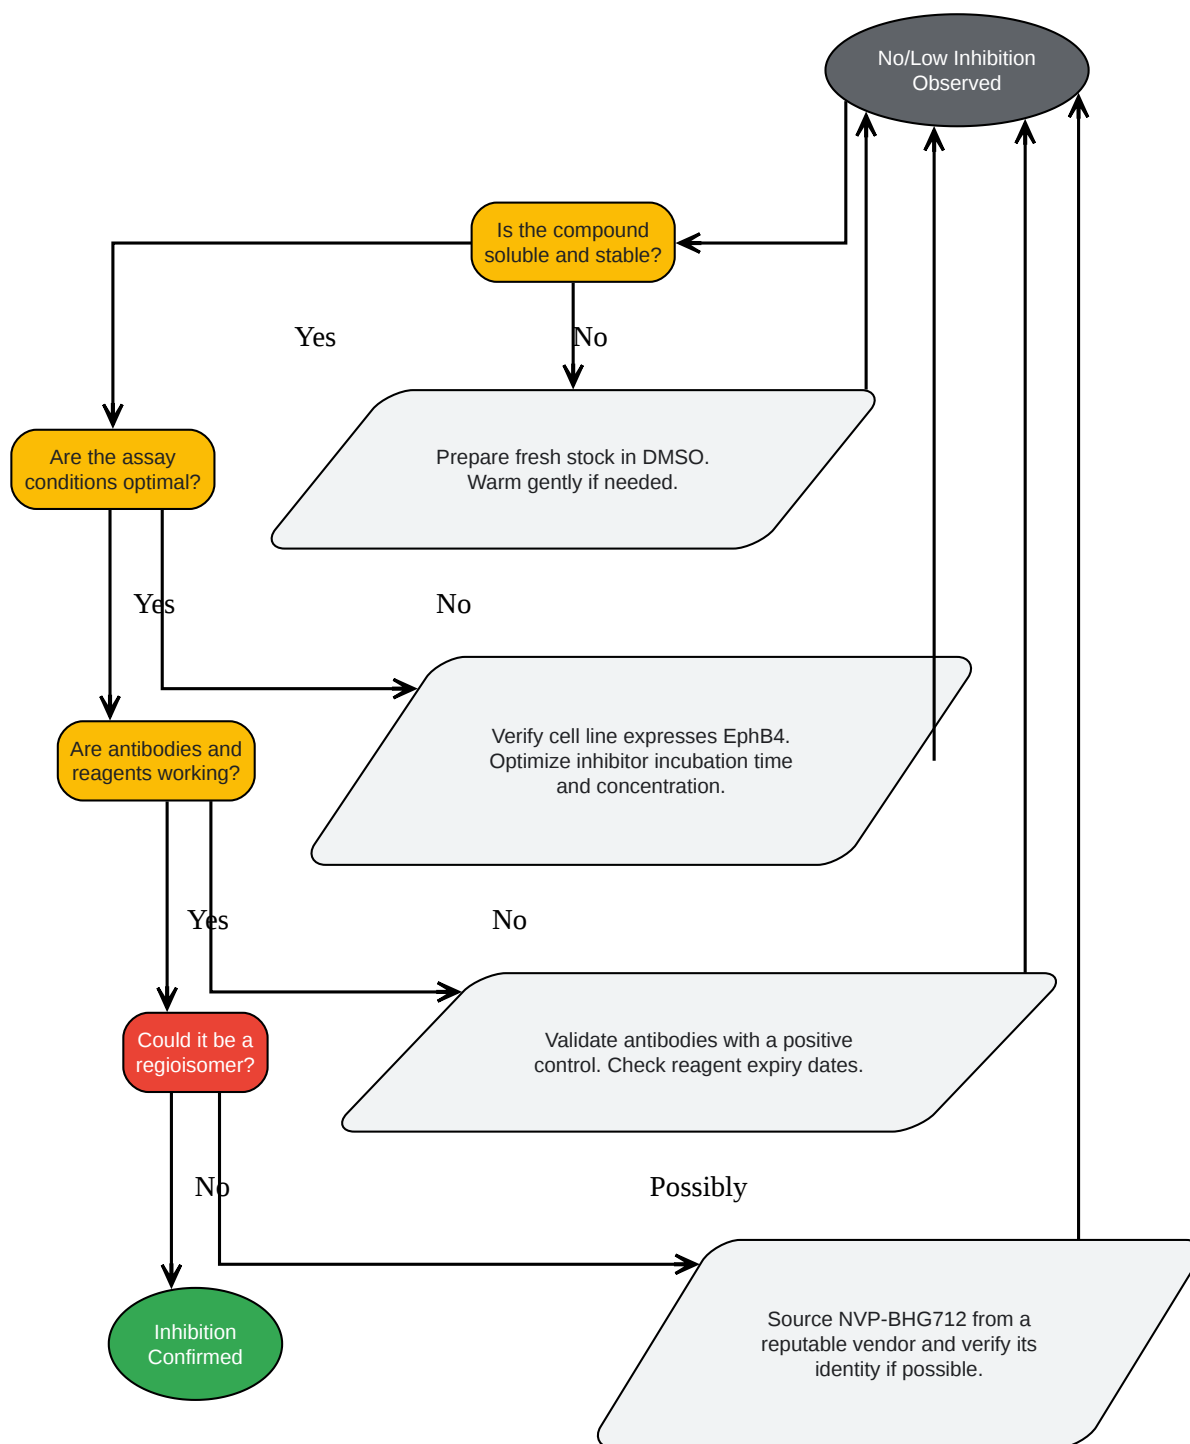 No/Low Inhibition
Observed
Is the compound
soluble and stable?
Yes
No
Are the assay
conditions optimal?
Prepare fresh stock in DMSO.
Warm gently if needed.
Yes
No
Are antibodies and
reagents working?
Verify cell line expresses EphB4.
Optimize inhibitor incubation time
and concentration.
Yes
No
Could it be a
regioisomer?
Validate antibodies with a positive
control. Check reagent expiry dates.
No
Possibly
Inhibition
Confirmed
Source NVP-BHG712 from a
reputable vendor and verify its
identity if possible.